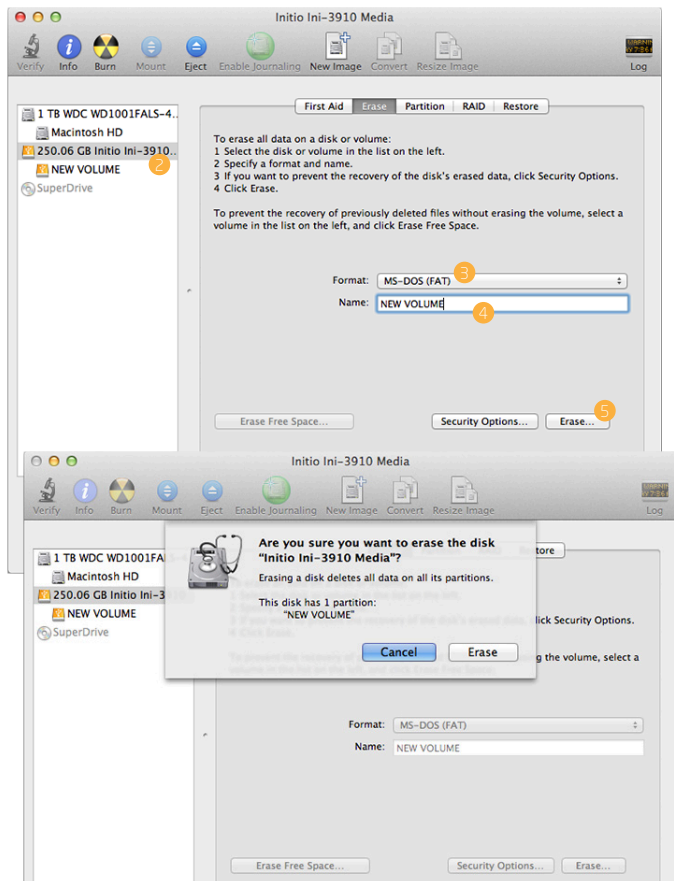 Initio Ini-3910 Media
Verify Info Burn Mount Eject Enable Journaling New Image Convert Resize Image Log
1 TB WDC WD1001FALS-4..
Macintosh HD
250.06 GB Initio Ini-3910..
2
NEW VOLUME
SuperDrive
First Aid Erase Partition RAID Restore
To erase all data on a disk or volume:
1 Select the disk or volume in the list on the left.
2 Specify a format and name.
3 If you want to prevent the recovery of the disk's erased data, click Security Options.
4 Click Erase.
To prevent the recovery of previously deleted files without erasing the volume, select a
volume in the list on the left, and click Erase Free Space.
3
Format: MS-DOS (FAT)
Name: NEW VOLUME
4
5
Erase Free Space... Security Options... Erase...
Initio Ini-3910 Media
Verify Info Burn Mount Eject Enable Journaling New Image Convert Resize Image Log
1 TB WDC WD1001FA
Macintosh HD
250.06 GB Initio Ini-3
NEW VOLUME
SuperDrive
Are you sure you want to erase the disk
“Initio Ini-3910 Media”?
Erasing a disk deletes all data on all its partitions.
This disk has 1 partition:
“NEW VOLUME”
Cancel Erase
tore
lick Security Options.
g the volume, select a
Format: MS-DOS (FAT)
Name: NEW VOLUME
Erase Free Space... Security Options... Erase...